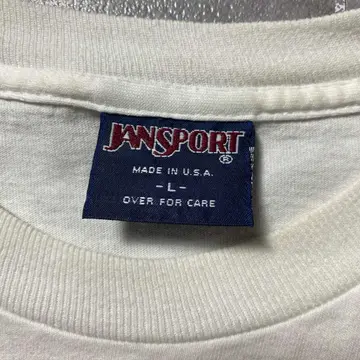 JANSPORT®
MADE IN U.S.A.
-L-
OVER FOR CARE